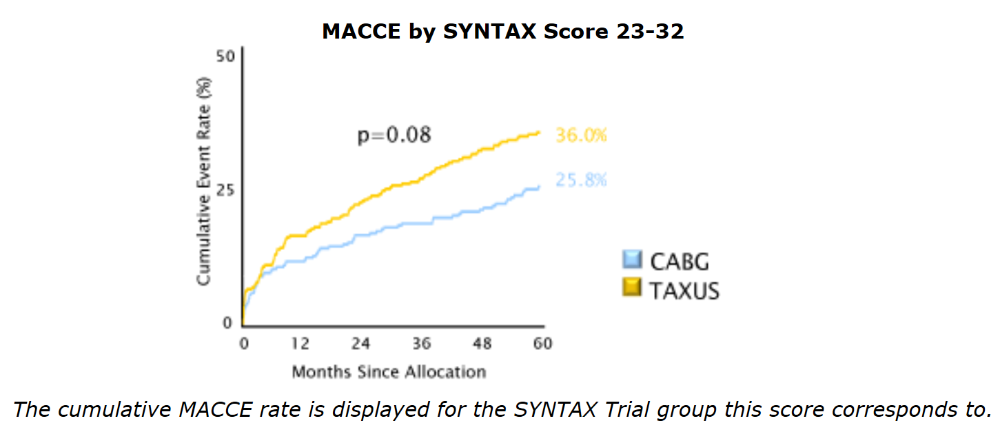 MACCE by SYNTAX Score 23-32
50
Cumulative Event Rate (%)
p=0.08
36.0%
25.8%
25
CABG
TAXUS
0
0 12 24 36 48 60
Months Since Allocation
The cumulative MACCE rate is displayed for the SYNTAX Trial group this score corresponds to.